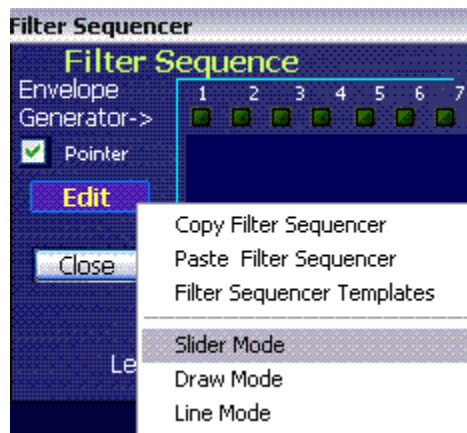 Filter Sequencer
Filter Sequence
Envelope
Generator->
1 2 3 4 5 6 7
Pointer
Edit
Close
Copy Filter Sequencer
Paste Filter Sequencer
Filter Sequencer Templates
Slider Mode
Draw Mode
Line Mode